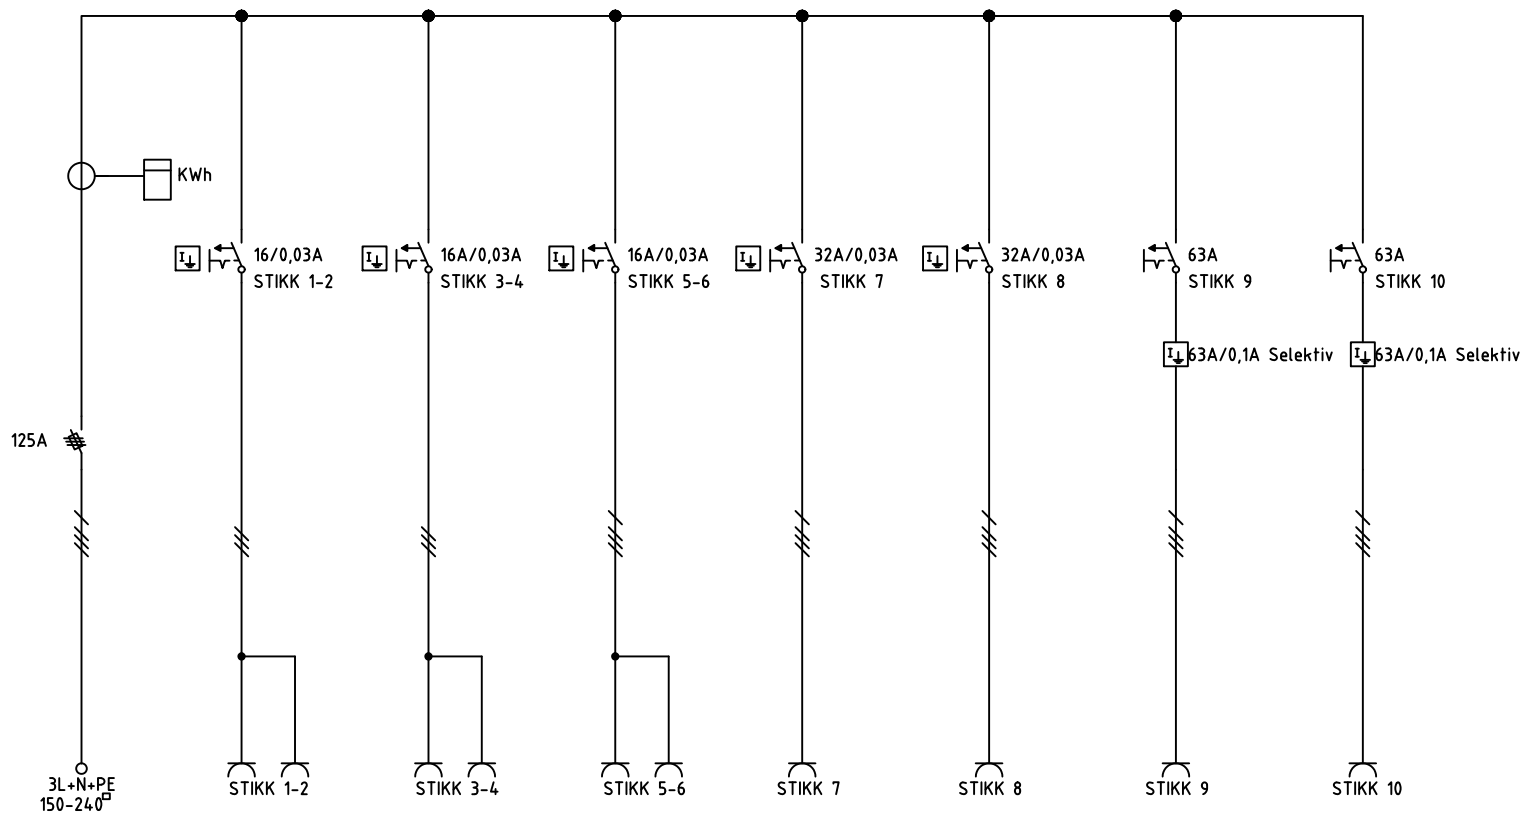 KWh
16/0,03A
STIKK 1-2
16A/0,03A
STIKK 3-4
16A/0,03A
STIKK 5-6
32A/0,03A
STIKK 7
32A/0,03A
STIKK 8
63A
STIKK 9
63A
STIKK 10
I
I
I
I
I
I
63A/0,1A Selektiv
I
63A/0,1A Selektiv
125A
3L+N+PE
150-240▫
STIKK 1-2
STIKK 3-4
STIKK 5-6
STIKK 7
STIKK 8
STIKK 9
STIKK 10